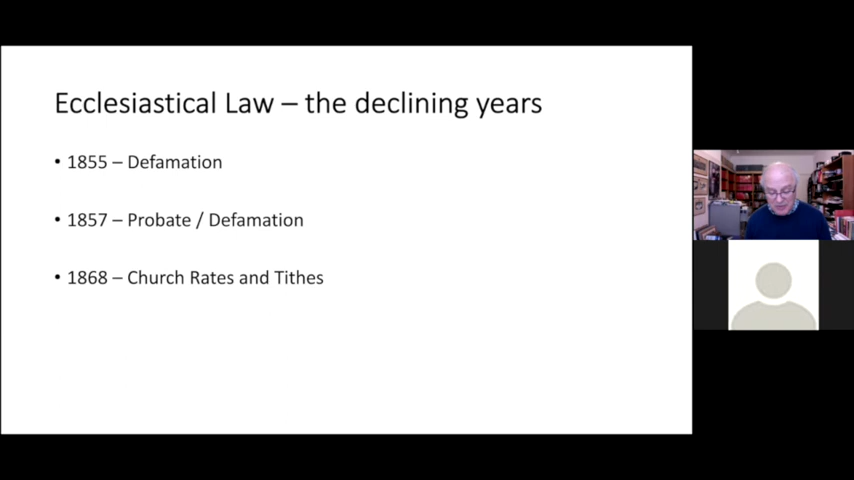 Ecclesiastical Law – the declining years
• 1855 – Defamation
• 1857 – Probate / Defamation
• 1868 – Church Rates and Tithes